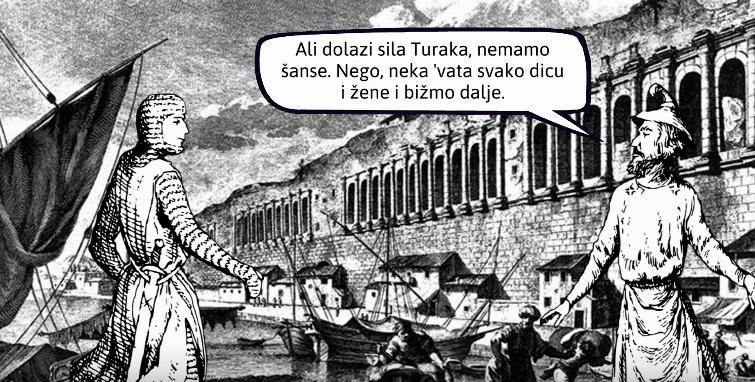 Ali dolazi sila Turaka, nemamo
šanse. Nego, neka 'vata svako dicu
i žene i bižmo dalje.